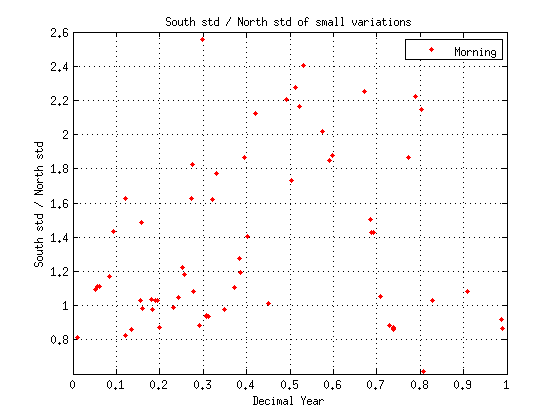 South std / North std of small variations
2.6
Morning
2.4
2.2
2
1.8
1.6
1.4
1.2
1
0.8
South std / North std
0 0.1 0.2 0.3 0.4 0.5 0.6 0.7 0.8 0.9 1
Decimal Year